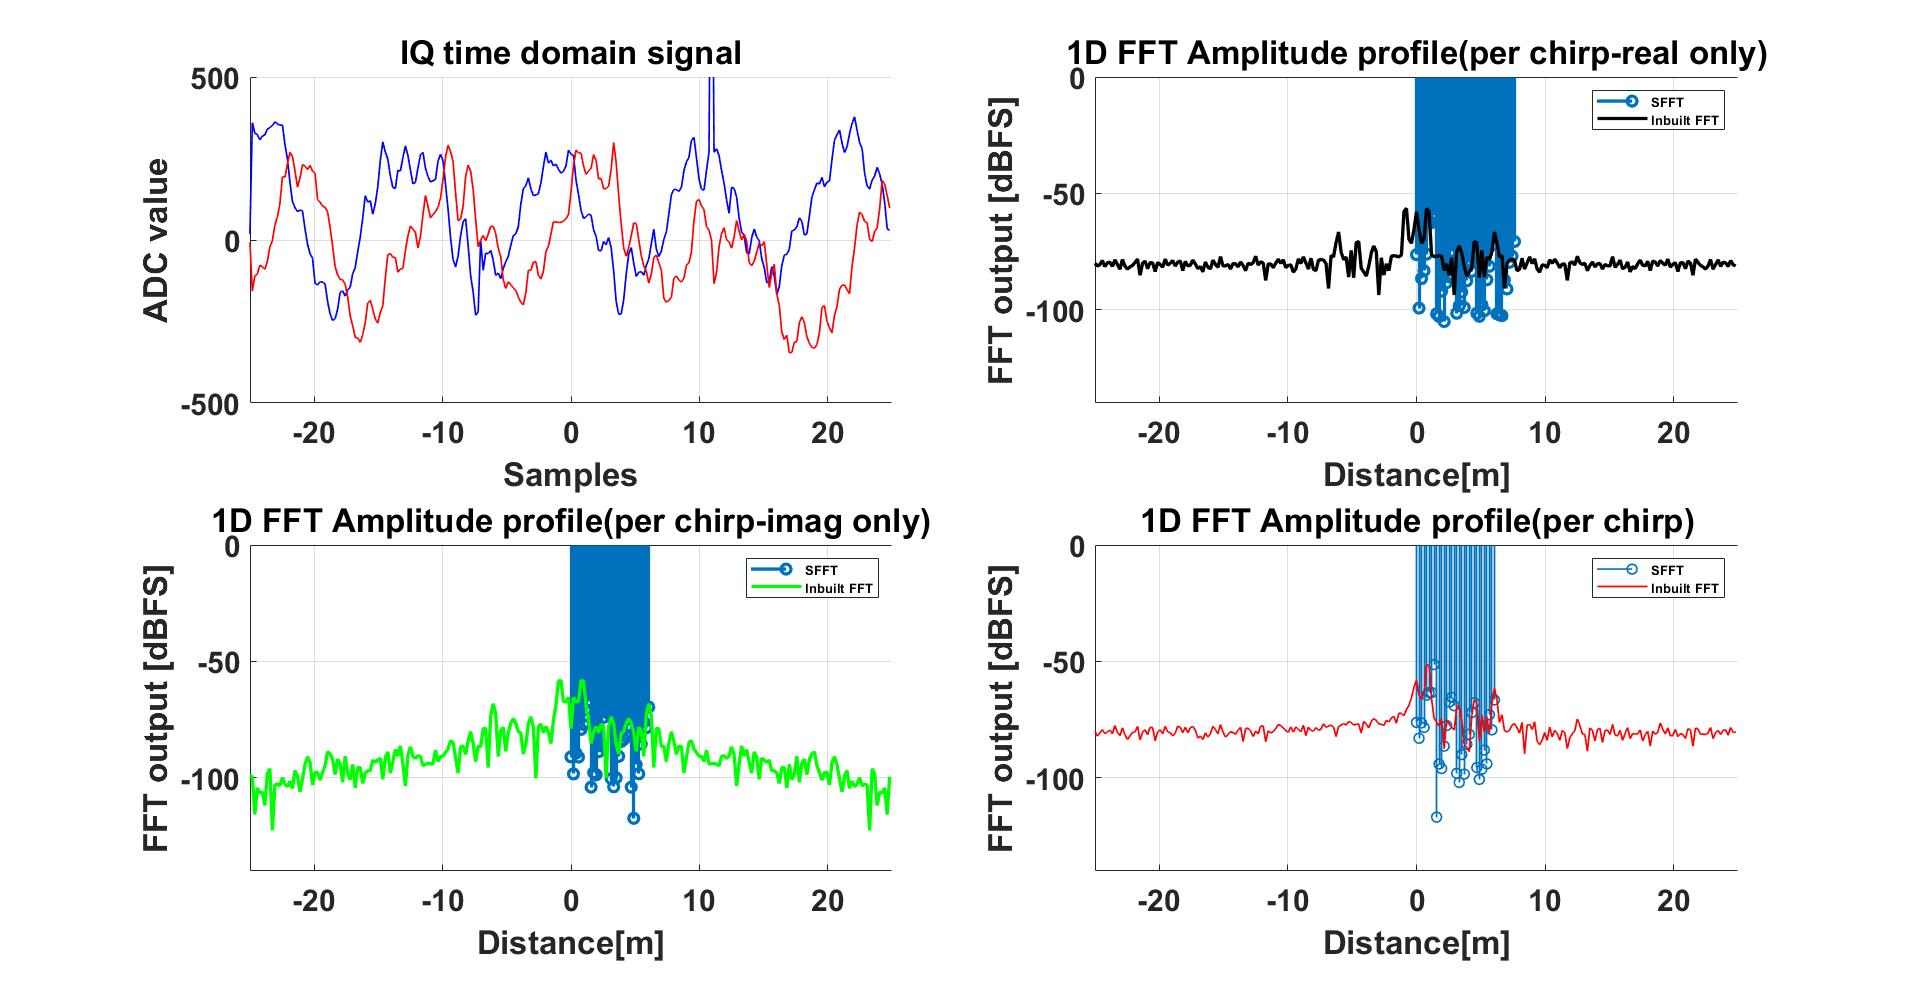 IQ time domain signal
500
0
-500
ADC value
-20 -10 0 10 20
Samples
1D FFT Amplitude profile(per chirp-real only)
0
-50
-100
FFT output [dBFS]
SFFT
Inbuilt FFT
-20 -10 0 10 20
Distance[m]
1D FFT Amplitude profile(per chirp-imag only)
0
-50
-100
FFT output [dBFS]
SFFT
Inbuilt FFT
-20 -10 0 10 20
Distance[m]
1D FFT Amplitude profile(per chirp)
0
-50
-100
FFT output [dBFS]
SFFT
Inbuilt FFT
-20 -10 0 10 20
Distance[m]